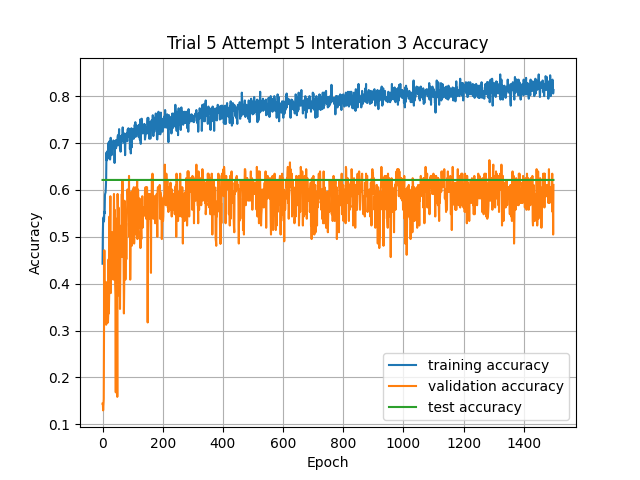 Trial 5 Attempt 5 Interation 3 Accuracy
Accuracy
0.8
0.7
0.6
0.5
0.4
0.3
0.2
0.1
training accuracy
validation accuracy
test accuracy
0 200 400 600 800 1000 1200 1400
Epoch